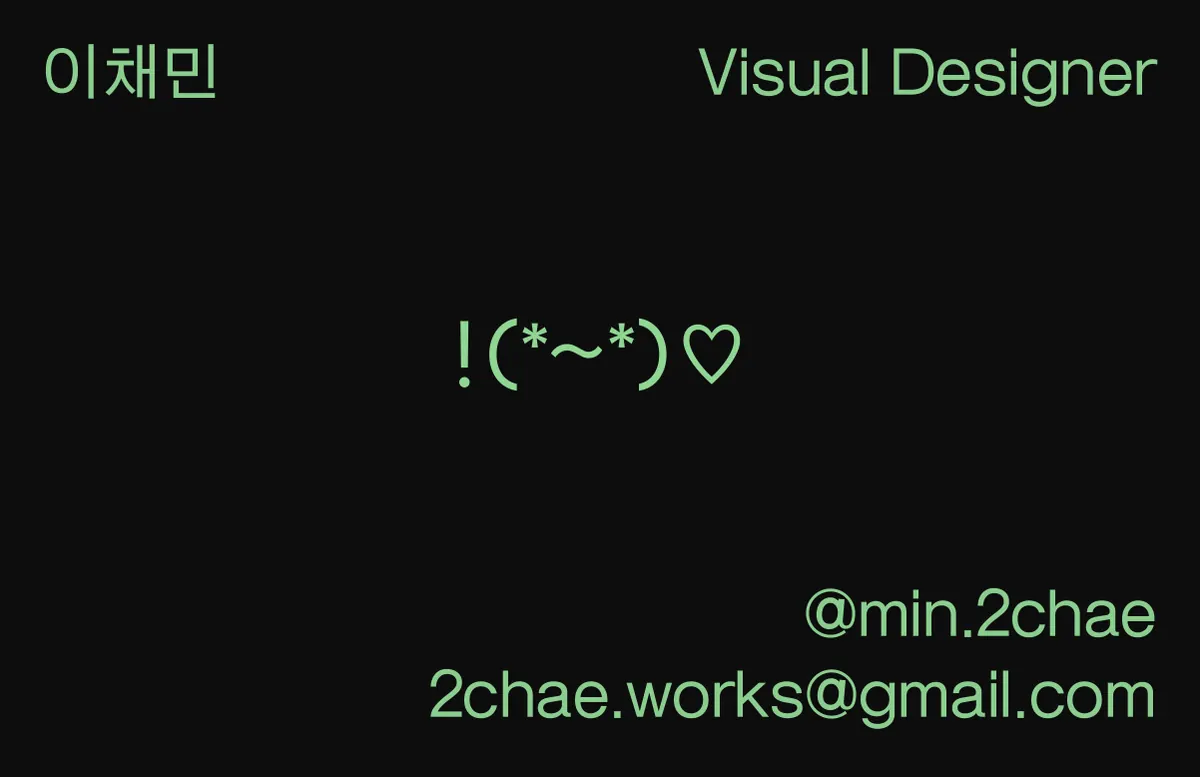 이채민
Visual Designer
!(*~*)♡
@min.2chae
2chae.works@gmail.com